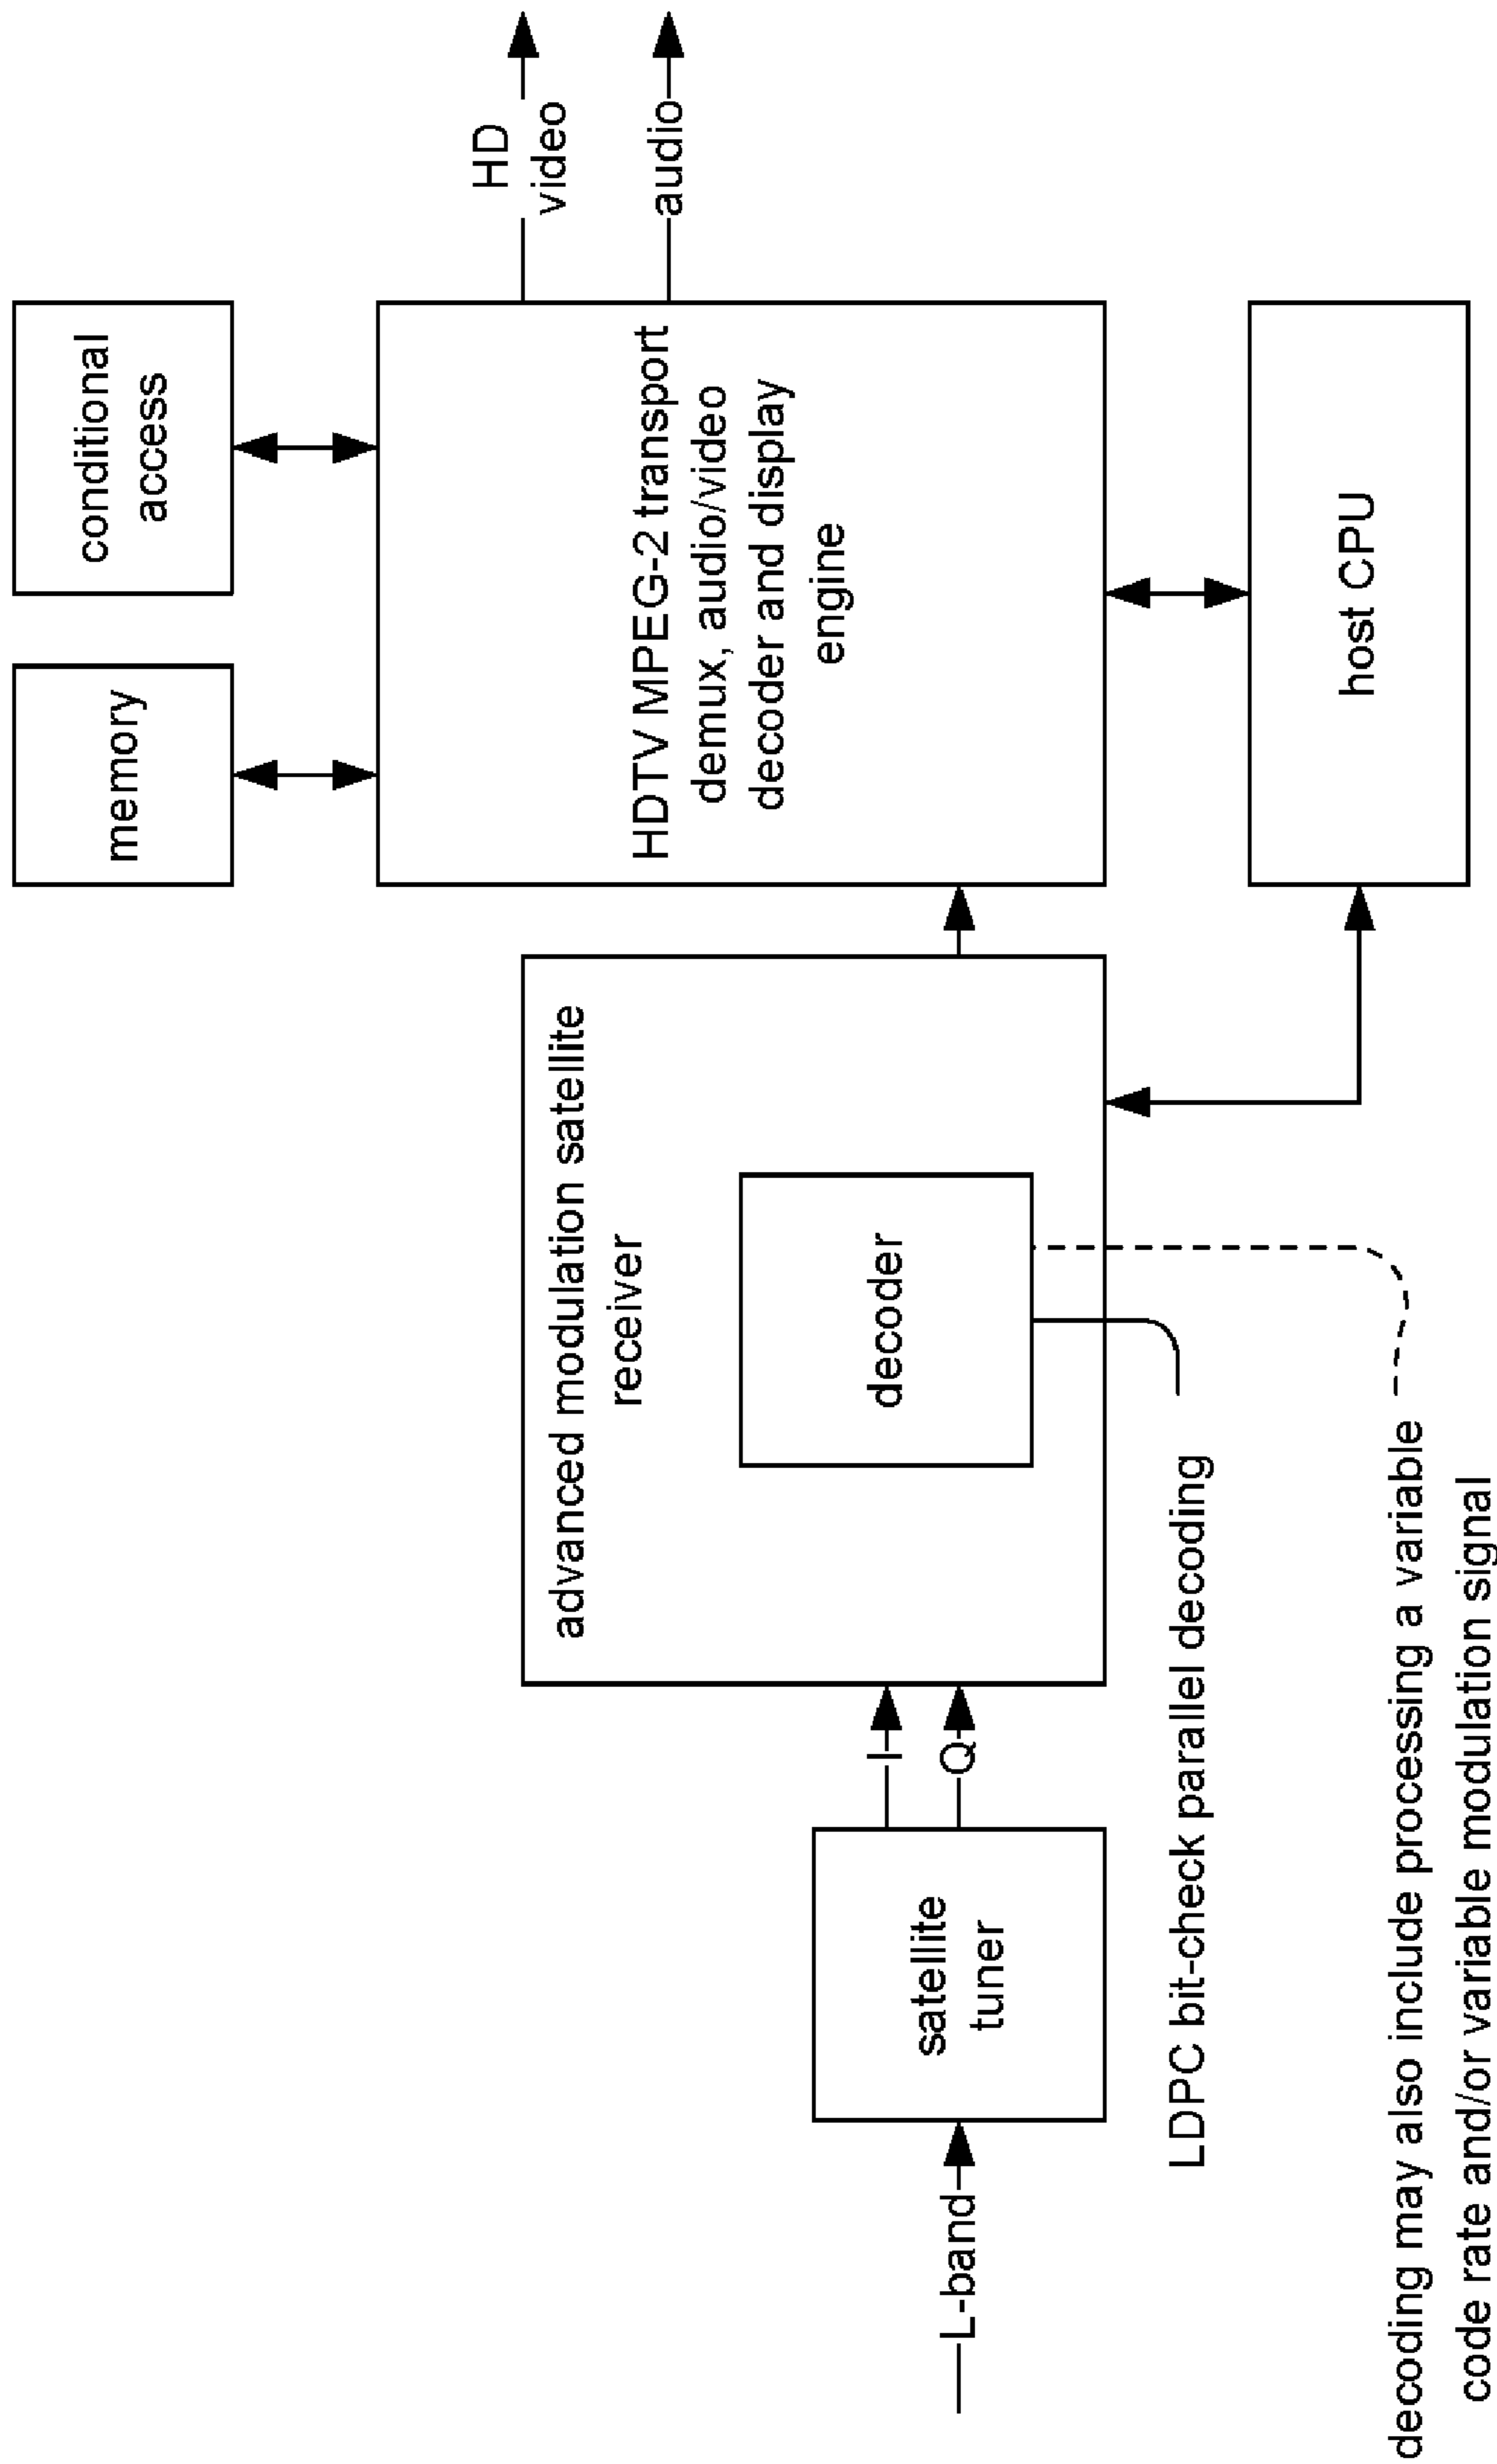 L-band
satellite
tuner
I
Q
advanced modulation satellite
receiver
decoder
LDPC bit-check parallel decoding
decoding may also include processing a variable
code rate and/or variable modulation signal
memory
conditional
access
HDTV MPEG-2 transport
demux, audio/video
decoder and display
engine
host CPU
HD
video
audio